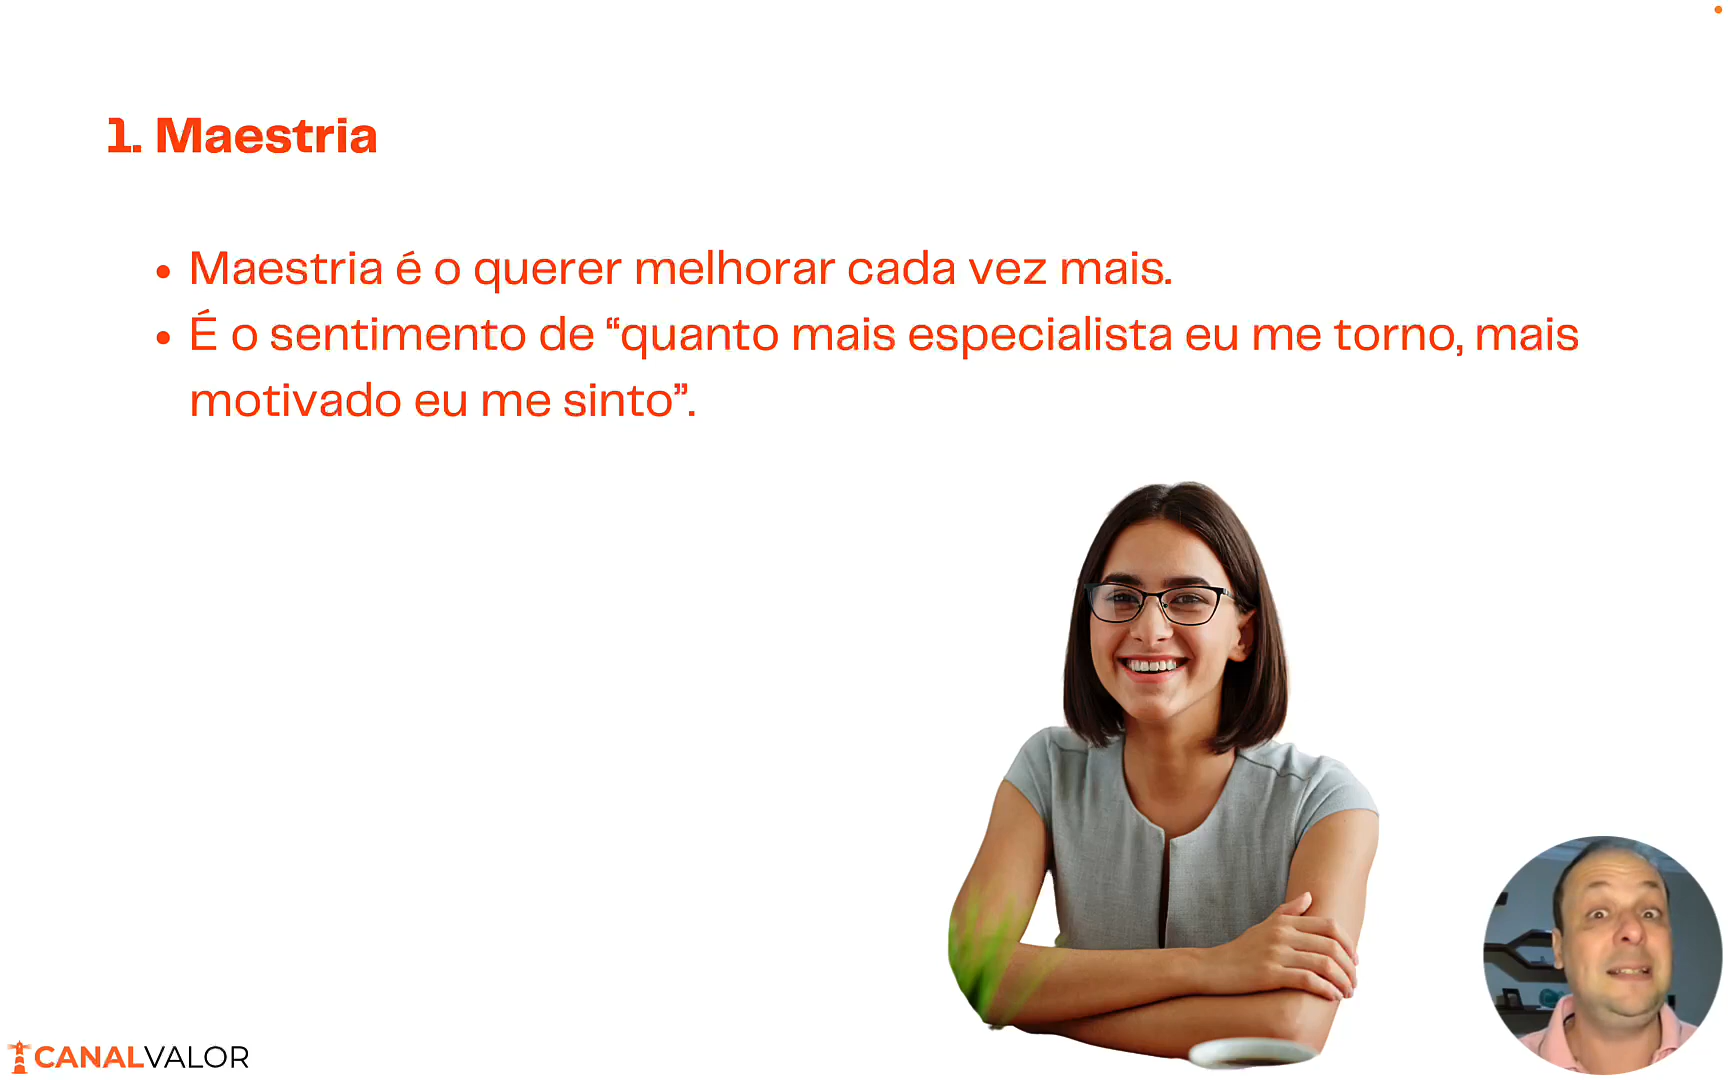 1. Maestria
• Maestria é o querer melhorar cada vez mais.
• É o sentimento de “quanto mais especialista eu me torno, mais
motivado eu me sinto”.
CANALVALOR